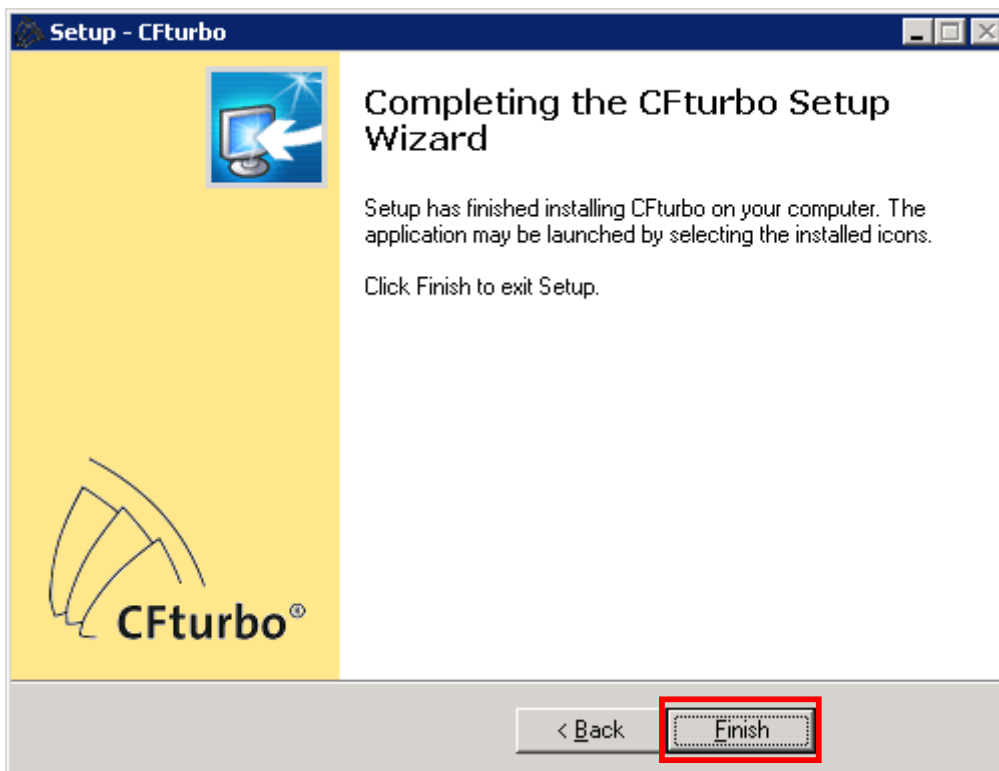 Setup - CFturbo
Completing the CFturbo Setup
Wizard
Setup has finished installing CFturbo on your computer. The
application may be launched by selecting the installed icons.
Click Finish to exit Setup.
CFturbo®
< Back
Finish